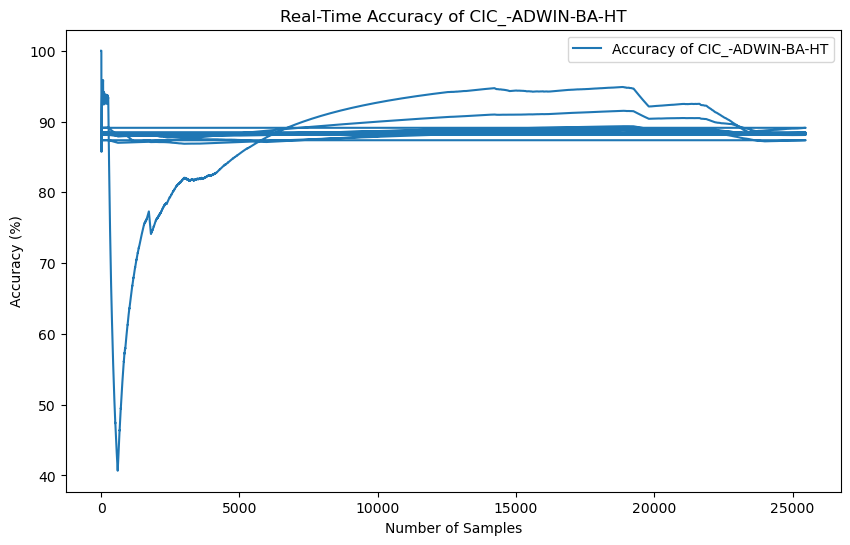 Real-Time Accuracy of CIC_-ADWIN-BA-HT
Accuracy of CIC_-ADWIN-BA-HT
100
90
80
70
60
50
40
Accuracy (%)
0 5000 10000 15000 20000 25000
Number of Samples